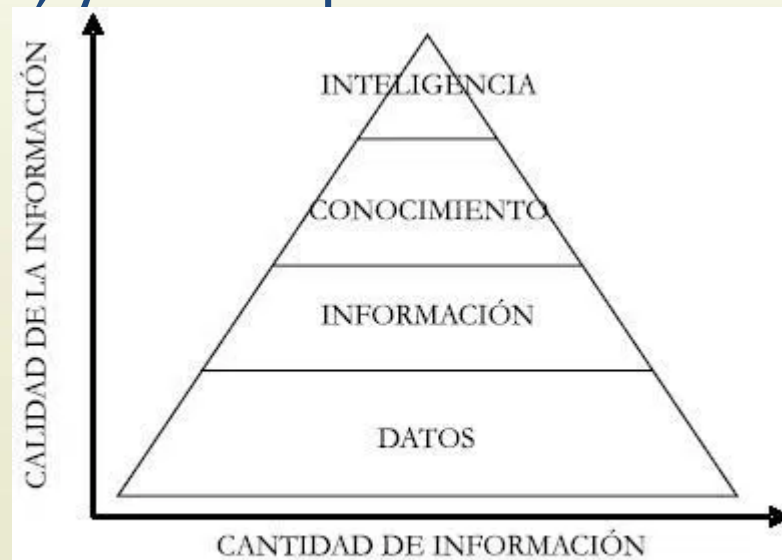 CALIDAD DE LA INFORMACIÓN
INTELIGENCIA
CONOCIMIENTO
INFORMACIÓN
DATOS
CANTIDAD DE INFORMACIÓN